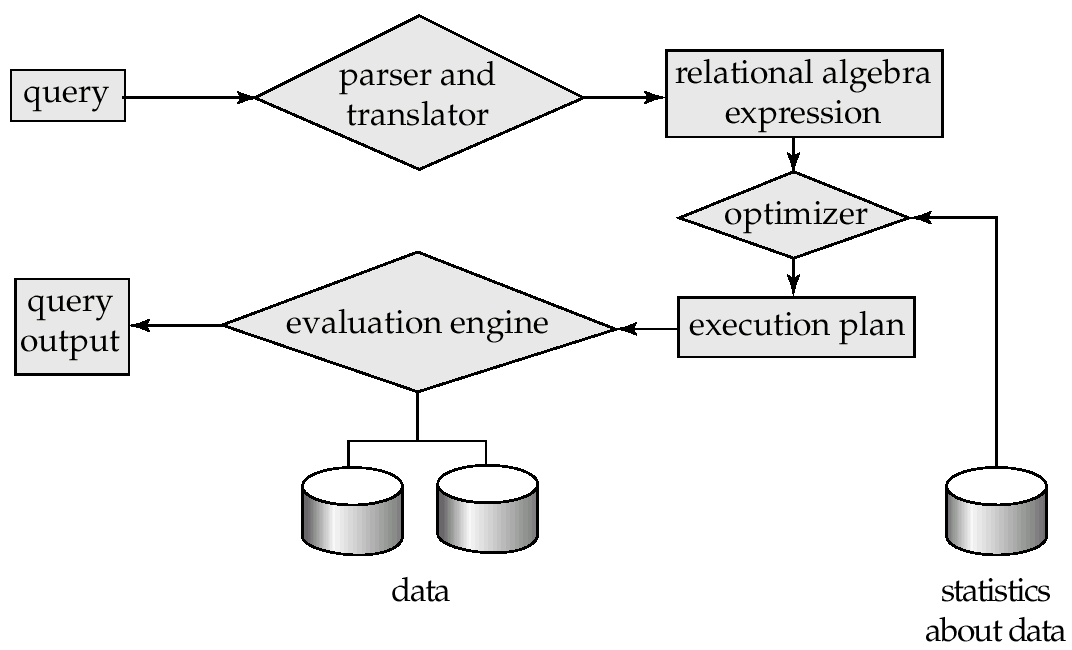 query
parser and
translator
relational algebra
expression
optimizer
execution plan
evaluation engine
query
output
data
statistics
about data